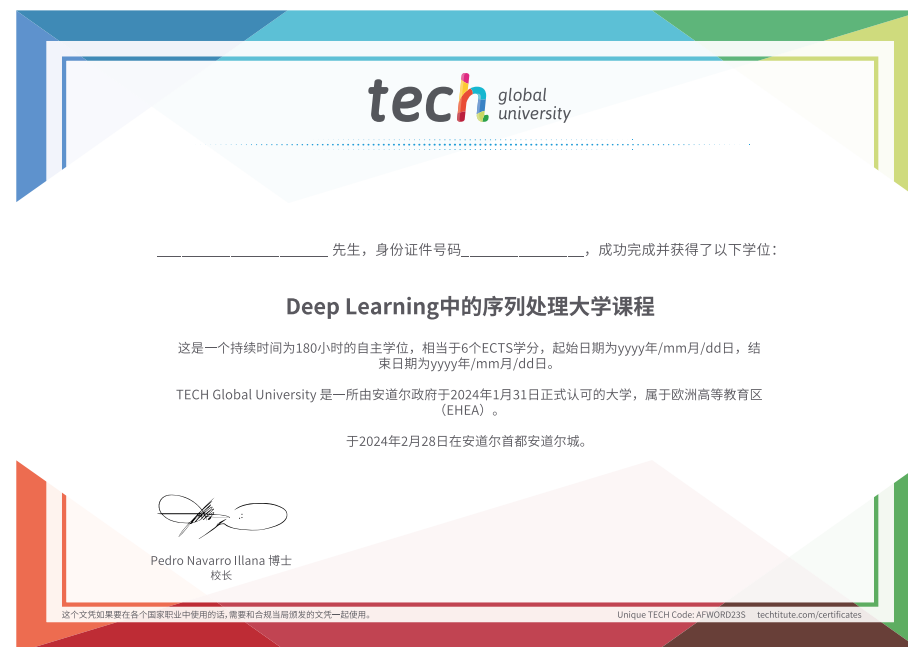 tech global
university
____________________ 先生，身份证件号码______________，成功完成并获得了以下学位：
Deep Learning中的序列处理大学课程
这是一个持续时间为180小时的自主学位，相当于6个ECTS学分，起始日期为yyyy年/mm月/dd日，结
束日期为yyyy年/mm月/dd日。
TECH Global University 是一所由安道尔政府于2024年1月31日正式认可的大学，属于欧洲高等教育区
（EHEA）。
于2024年2月28日在安道尔首都安道尔城。
Pedro Navarro Illana 博士
校长
这个文凭如果要在各个国家职业中使用的话，需要和合规当局颁发的文凭一起使用。
Unique TECH Code: AFWORD23S techtitute.com/certificates